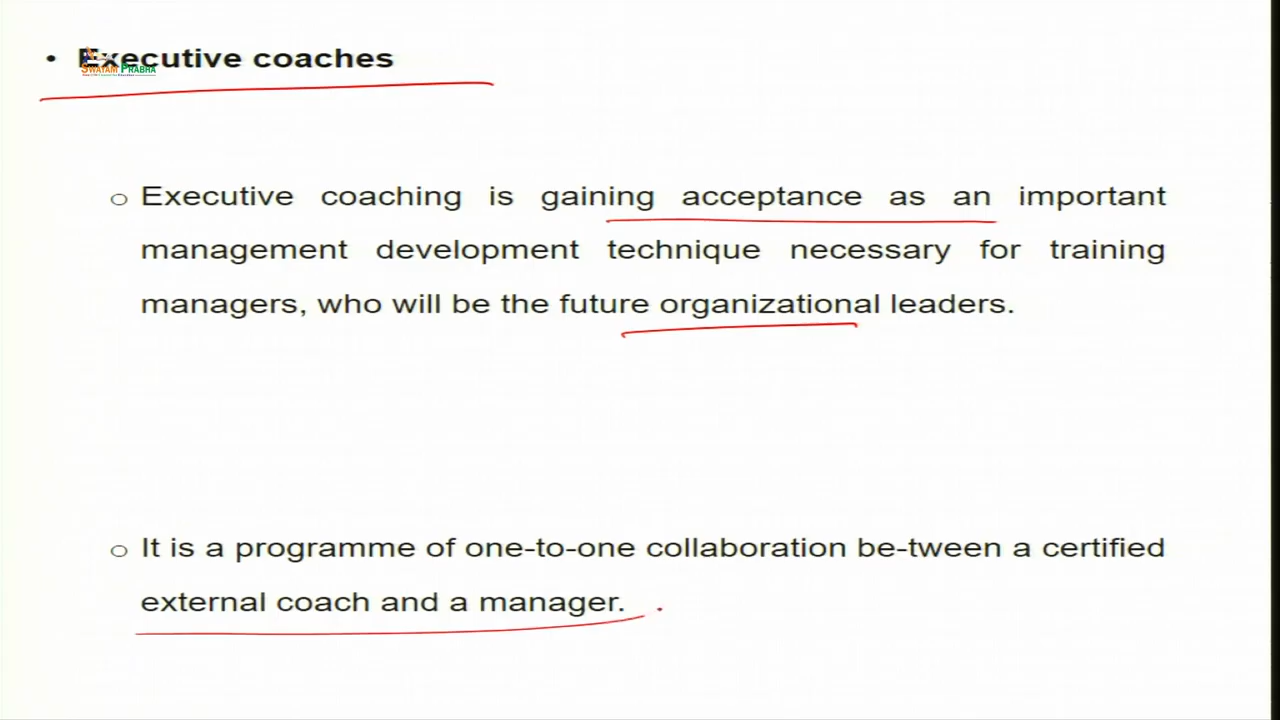 • Executive coaches
SWAYAM PRABHA
o Executive coaching is gaining acceptance as an important
management development technique necessary for training
managers, who will be the future organizational leaders.
o It is a programme of one-to-one collaboration be-tween a certified
external coach and a manager.